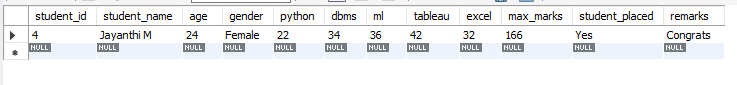 student_id student_name age gender python dbms ml tableau excel max_marks student_placed remarks
4 Jayanthi M 24 Female 22 34 36 42 32 166 Yes Congrats
NULL NULL NULL NULL NULL NULL NULL NULL NULL NULL NULL NULL